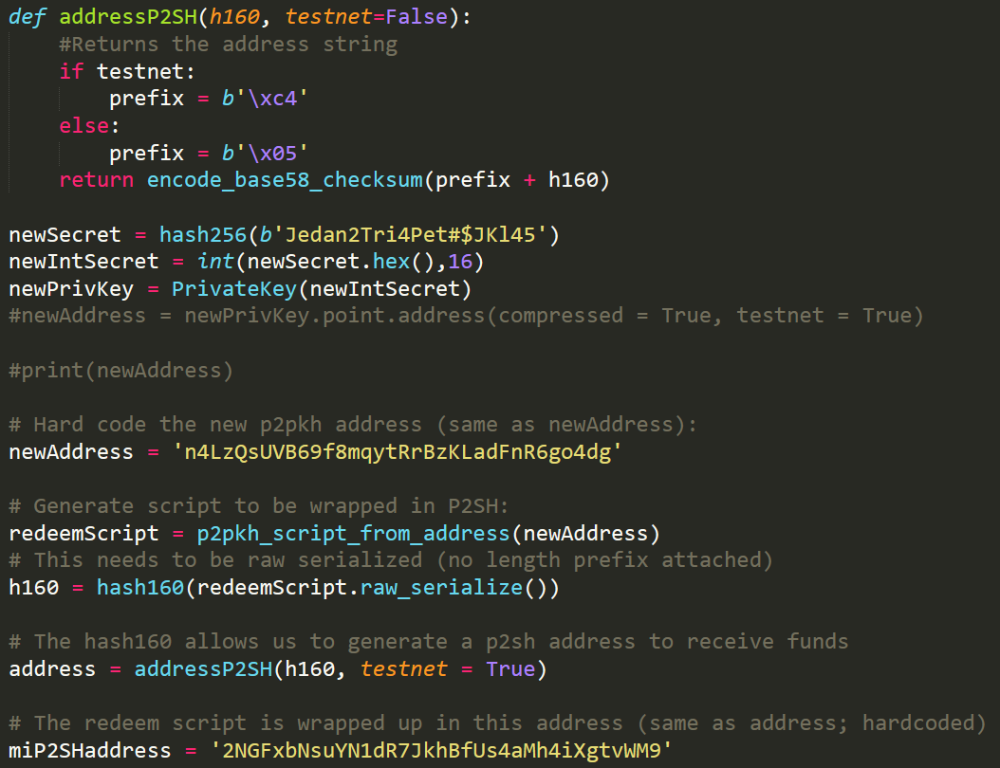 def addressP2SH(h160, testnet=False):
    #Returns the address string
    if testnet:
        prefix = b'\xc4'
    else:
        prefix = b'\x05'
    return encode_base58_checksum(prefix + h160)
newSecret = hash256(b'Jedan2Tri4Pet#$JKl45')
newIntSecret = int(newSecret.hex(),16)
newPrivKey = PrivateKey(newIntSecret)
#newAddress = newPrivKey.point.address(compressed = True, testnet = True)
#print(newAddress)
# Hard code the new p2pkh address (same as newAddress):
newAddress = 'n4LzQsUVB69f8mqytRrBzKLadFnR6go4dg'
# Generate script to be wrapped in P2SH:
redeemScript = p2pkh_script_from_address(newAddress)
# This needs to be raw serialized (no length prefix attached)
h160 = hash160(redeemScript.raw_serialize())
# The hash160 allows us to generate a p2sh address to receive funds
address = addressP2SH(h160, testnet = True)
# The redeem script is wrapped up in this address (same as address; hardcoded)
miP2SHaddress = '2NGFxbNsuYN1dR7JkhBfUs4aMh4iXgtvWM9'